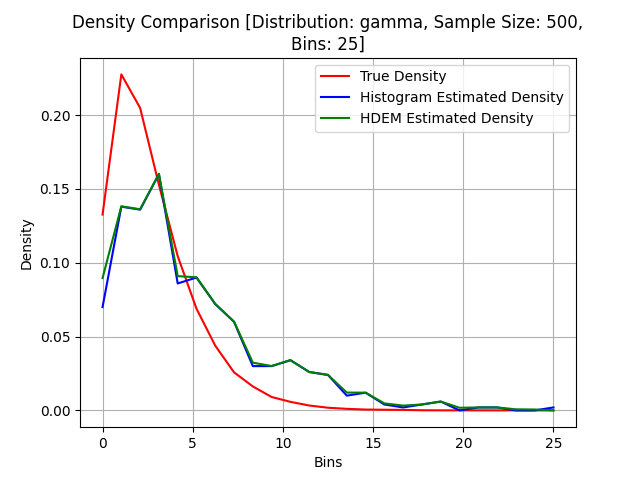 Density Comparison [Distribution: gamma, Sample Size: 500,
Bins: 25]
True Density
Histogram Estimated Density
HDEM Estimated Density
Density
0.20
0.15
0.10
0.05
0.00
0 5 10 15 20 25
Bins